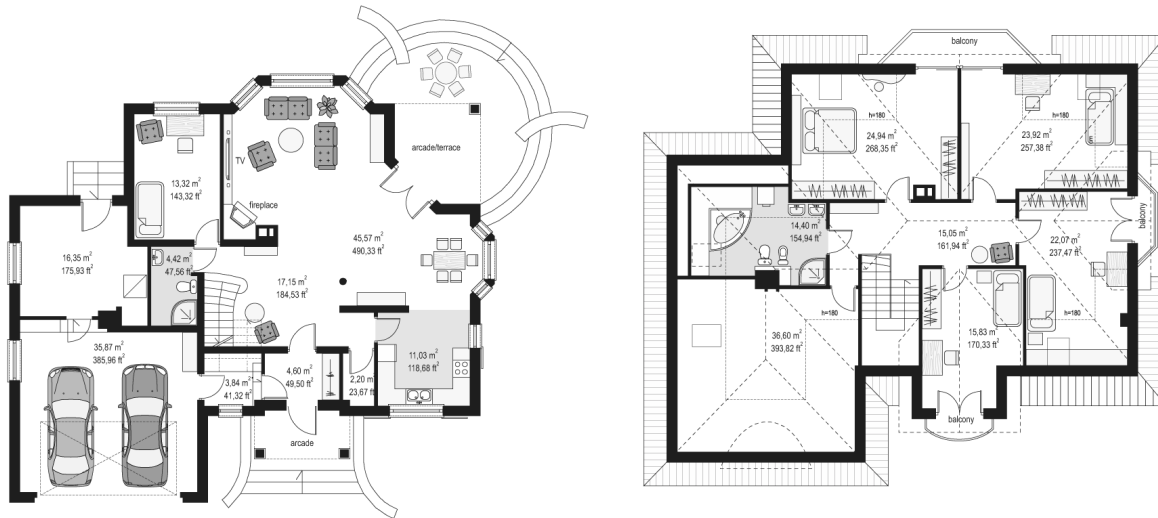 arcade/terrace
13,32 m²
143,32 ft²
TV
fireplace
45,57 m²
490,33 ft²
16,35 m²
175,93 ft²
4,42 m²
47,56 ft²
17,15 m²
184,53 ft²
35,87 m²
385,96 ft²
11,03 m²
118,68 ft²
3,84 m²
41,32 ft²
4,60 m²
49,50 ft²
2,20 m²
23,67 ft²
arcade
balcony
h=180
24,94 m²
268,35 ft²
h=180
23,92 m²
257,38 ft²
14,40 m²
154,94 ft²
15,05 m²
161,94 ft²
22,07 m²
237,47 ft²
balcony
h=180
h=180
36,60 m²
393,82 ft²
15,83 m²
170,33 ft²
balcony